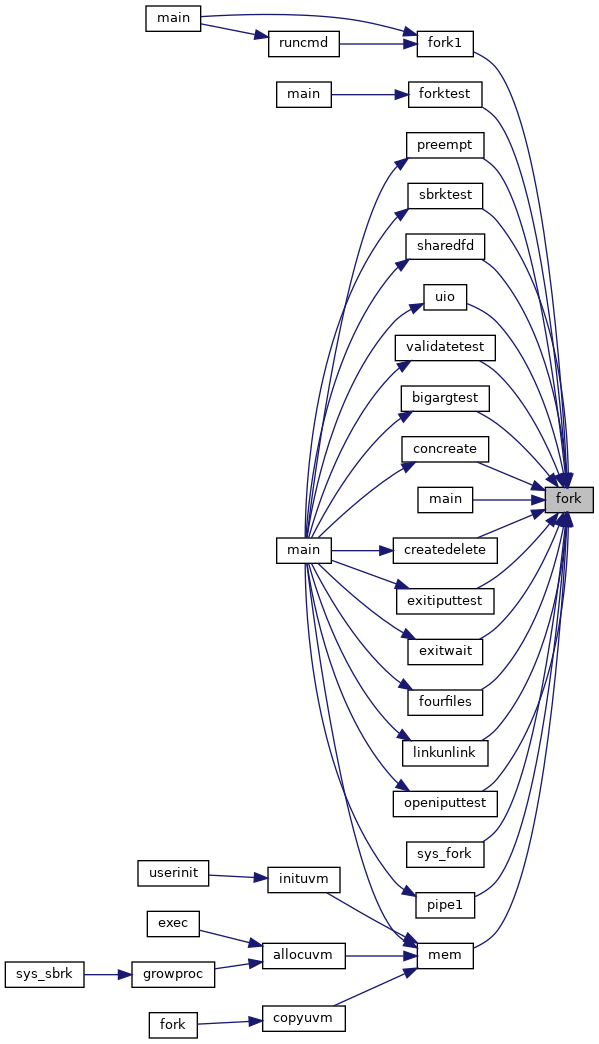 main
runcmd
fork1
main
forktest
preempt
sbrktest
sharedfd
uio
validatetest
bigargtest
concreate
main
fork
main
createdelete
exitiputtest
exitwait
fourfiles
linkunlink
openiputtest
sys_fork
userinit
inituvm
pipe1
exec
allocuvm
mem
sys_sbrk
growproc
fork
copyuvm